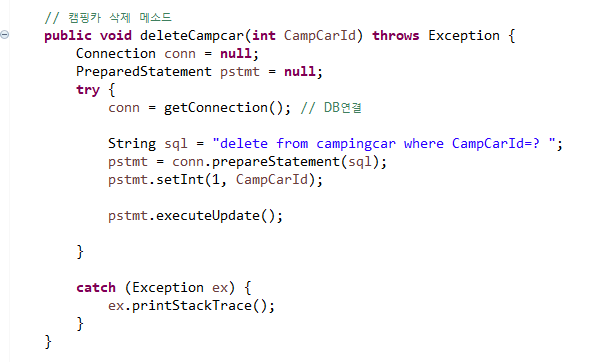 // 캠핑카 삭제 메소드
public void deleteCampcar(int CampCarId) throws Exception {
Connection conn = null;
PreparedStatement pstmt = null;
try {
conn = getConnection(); // DB연결
String sql = "delete from campingcar where CampCarId=? ";
pstmt = conn.prepareStatement(sql);
pstmt.setInt(1, CampCarId);
pstmt.executeUpdate();
}
catch (Exception ex) {
ex.printStackTrace();
}
}